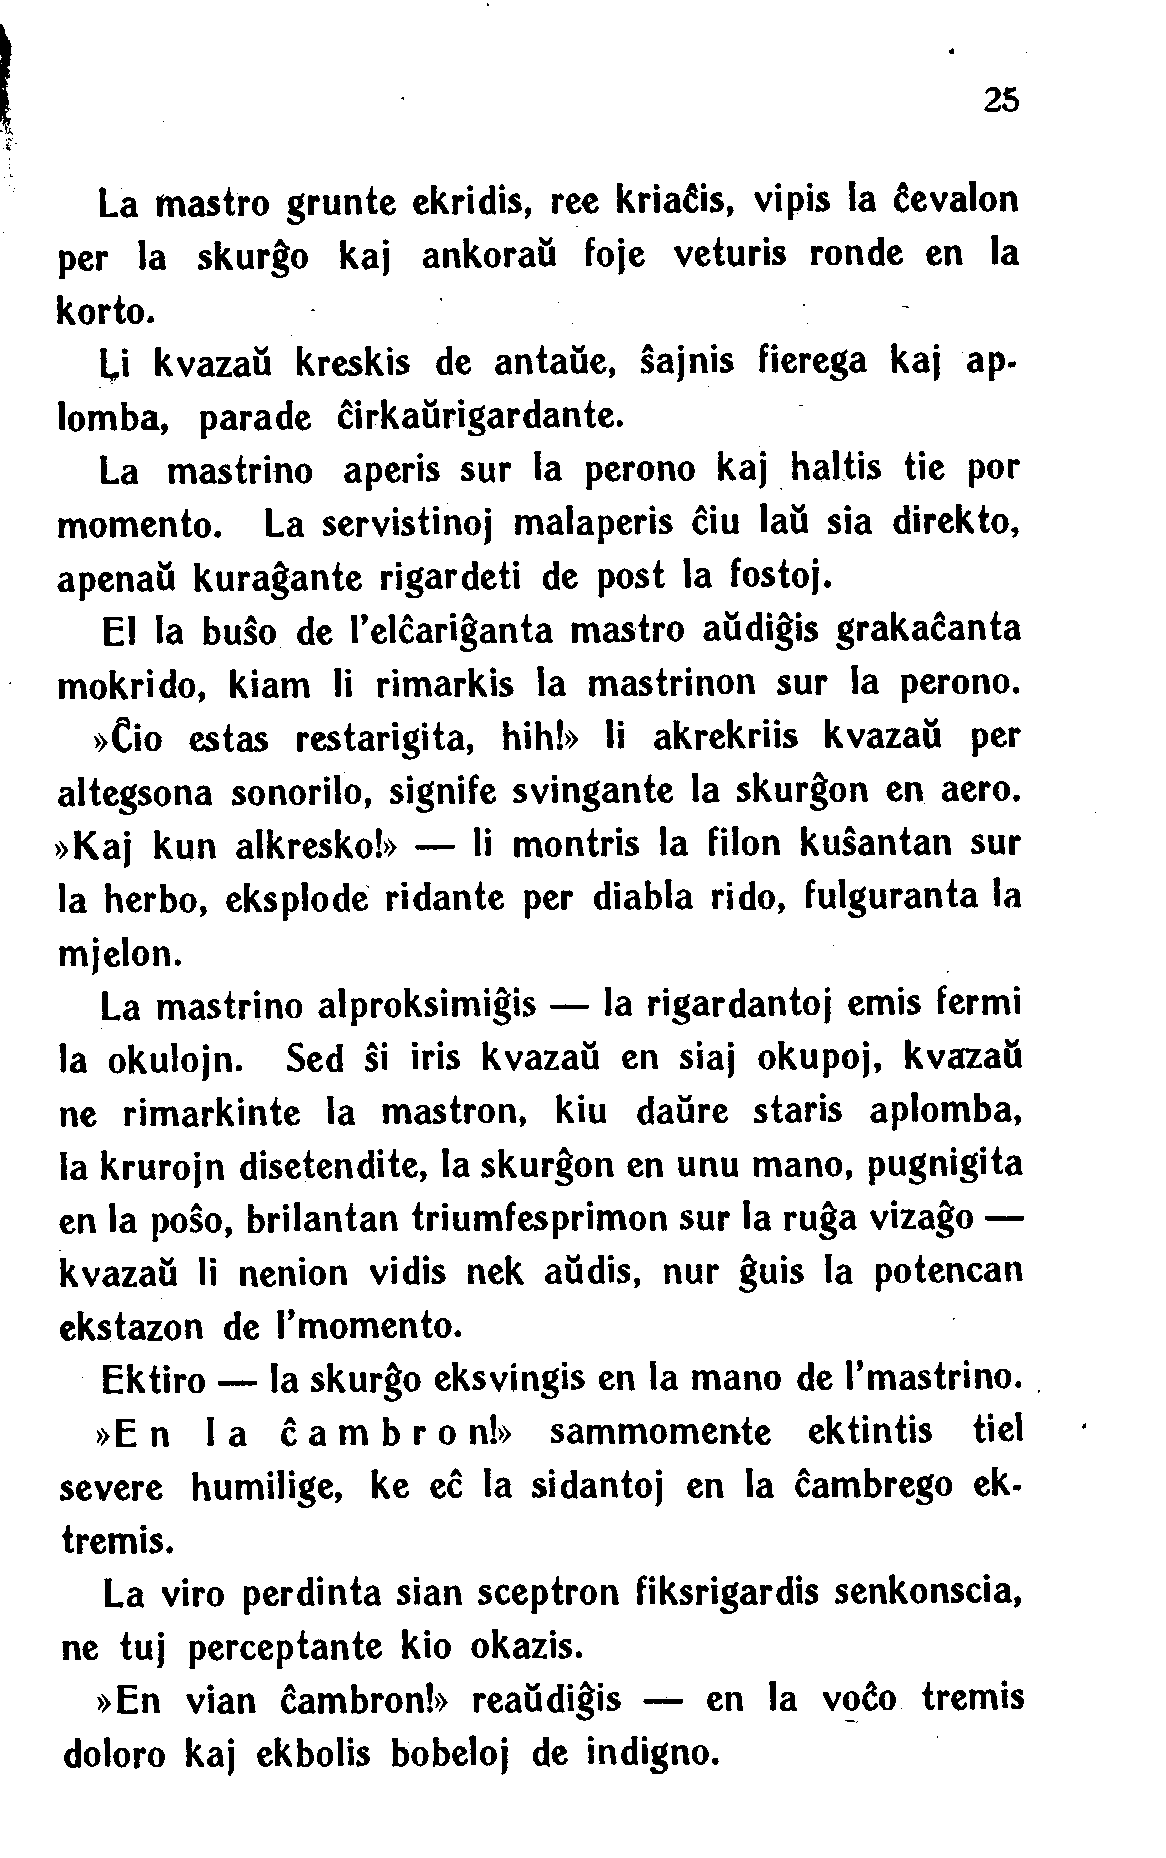 25
La mastro grunte ekridis, ree kriaĉis, vipis la ĉevalon
per la skurĝo kaj ankoraŭ foje veturis ronde en la
korto.
Li kvazaŭ kreskis de antaŭe, ŝajnis fierega kaj ap-
lomba, parade ĉirkaŭrigardante.
La mastrino aperis sur la perono kaj haltis tie por
momento. La servistinoj malaperis ĉiu laŭ sia direkto,
apenaŭ kuraĝante rigardeti de post la fostoj.
El la buŝo de l'elĉariĝanta mastro aŭdiĝis grakaĉanta
mokrido, kiam li rimarkis la mastrinon sur la perono.
»Ĉio estas restarigita, hih!» li akrekriis kvazaŭ per
altegsona sonorilo, signife svingante la skurĝon en aero.
»Kaj kun alkresko!» — li montris la filon kuŝantan sur
la herbo, eksplode ridante per diabla rido, fulguranta la
mjelon.
La mastrino alproksimiĝis — la rigardantoj emis fermi
la okulojn. Sed ŝi iris kvazaŭ en siaj okupoj, kvazaŭ
ne rimarkinte la mastron, kiu daŭre staris aplomba,
la krurojn disetendite, la skurĝon en unu mano, pugnigita
en la poŝo, brilantan triumfesprimon sur la ruĝa vizaĝo —
kvazaŭ li nenion vidis nek aŭdis, nur ĝuis la potencan
ekstazon de l'momento.
Ektiro — la skurĝo eksvingis en la mano de l'mastrino.
»En la ĉambron!» sammomente ektintis tiel
severe humilige, ke eĉ la sidantoj en la ĉambrego ek-
tremis.
La viro perdinta sian sceptron fiksrigardis senkonscia,
ne tuj perceptante kio okazis.
»En vian ĉambron!» reaŭdiĝis — en la voĉo tremis
doloro kaj ekbolis bobeloj de indigno.